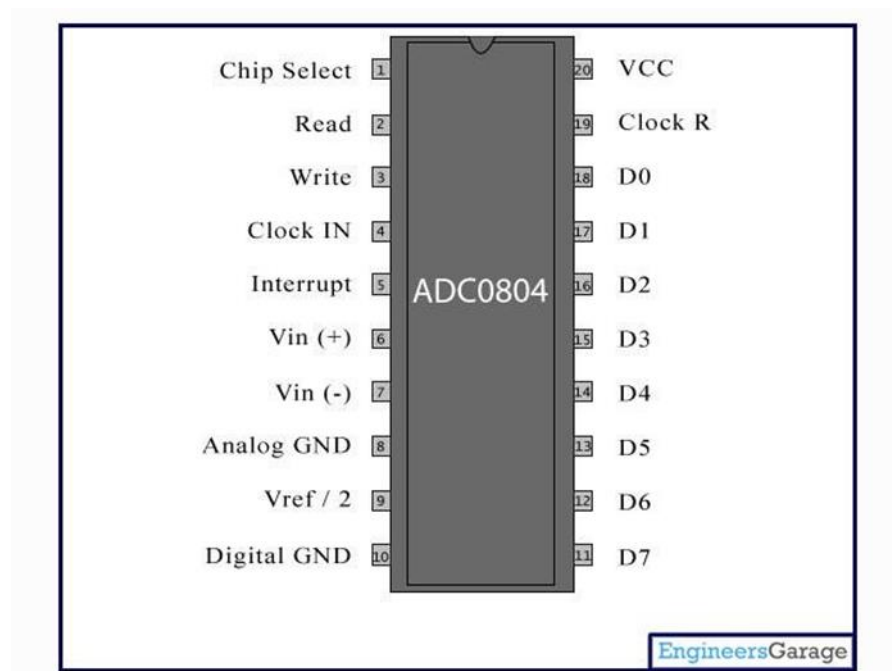 Chip Select 1 20 VCC
Read 2 19 Clock R
Write 3 18 D0
Clock IN 4 17 D1
Interrupt 5 16 D2
ADC0804
Vin (+) 6 15 D3
Vin (-) 7 14 D4
Analog GND 8 13 D5
Vref / 2 9 12 D6
Digital GND 10 11 D7
EngineersGarage